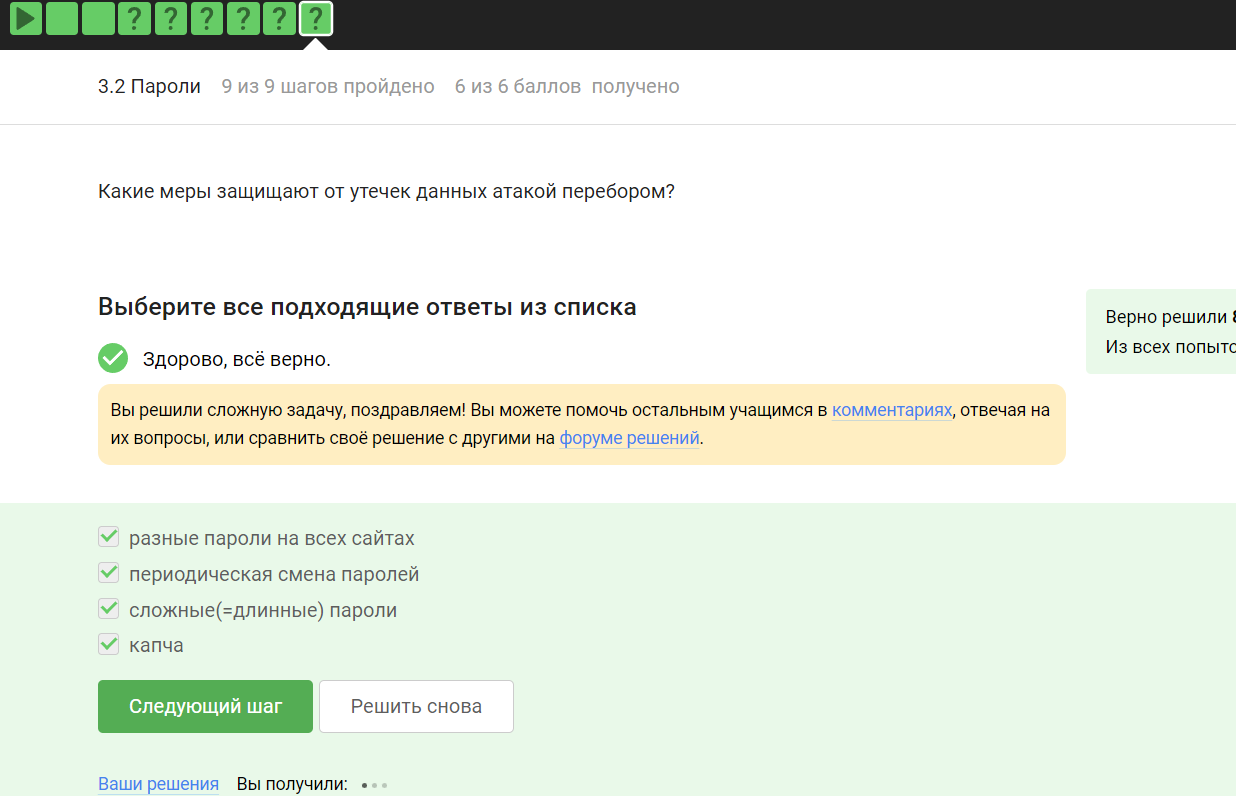 ? ? ? ? ? ?
3.2 Пароли 9 из 9 шагов пройдено 6 из 6 баллов получено
Какие меры защищают от утечек данных атакой перебором?
Выберите все подходящие ответы из списка
Верно решили
Из всех
Здорово, всё верно.
Вы решили сложную задачу, поздравляем! Вы можете помочь остальным учащимся в комментариях, отвечая на
их вопросы, или сравнить своё решение с другими на форуме решений.
разные пароли на всех сайтах
периодическая смена паролей
сложные(=длинные) пароли
капча
Следующий шаг Решить снова
Ваши решения Вы получили: